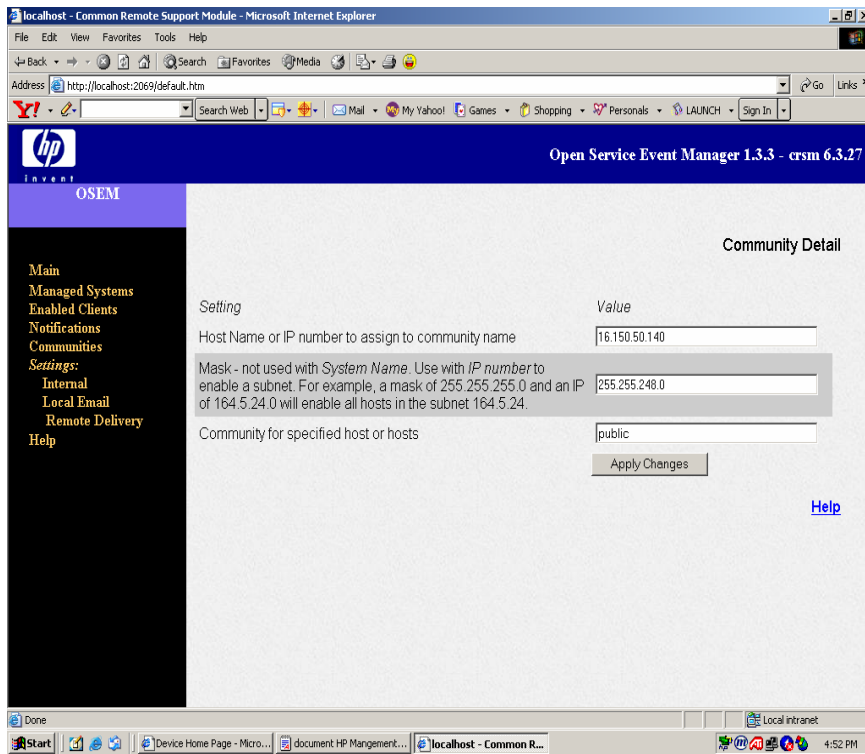 localhost - Common Remote Support Module - Microsoft Internet Explorer
File Edit View Favorites Tools Help
Back Search Favorites Media
Address http://localhost:2069/default.htm Go Links
Y! Search Web Mail My Yahoo! Games Shopping Personals LAUNCH Sign In
hp
invent
Open Service Event Manager 1.3.3 - crsm 6.3.27
OSEM
Community Detail
Main
Managed Systems
Enabled Clients
Notifications
Communities
Settings:
Internal
Local Email
Remote Delivery
Help
Setting Value
Host Name or IP number to assign to community name 16.150.50.140
Mask - not used with System Name. Use with IP number to
enable a subnet. For example, a mask of 255.255.255.0 and an IP 255.255.248.0
of 164.5.24.0 will enable all hosts in the subnet 164.5.24.
Community for specified host or hosts public
Apply Changes
Help
Done Local intranet
Start Device Home Page - Micro... document HP Mangement... localhost - Common R... 4:52 PM